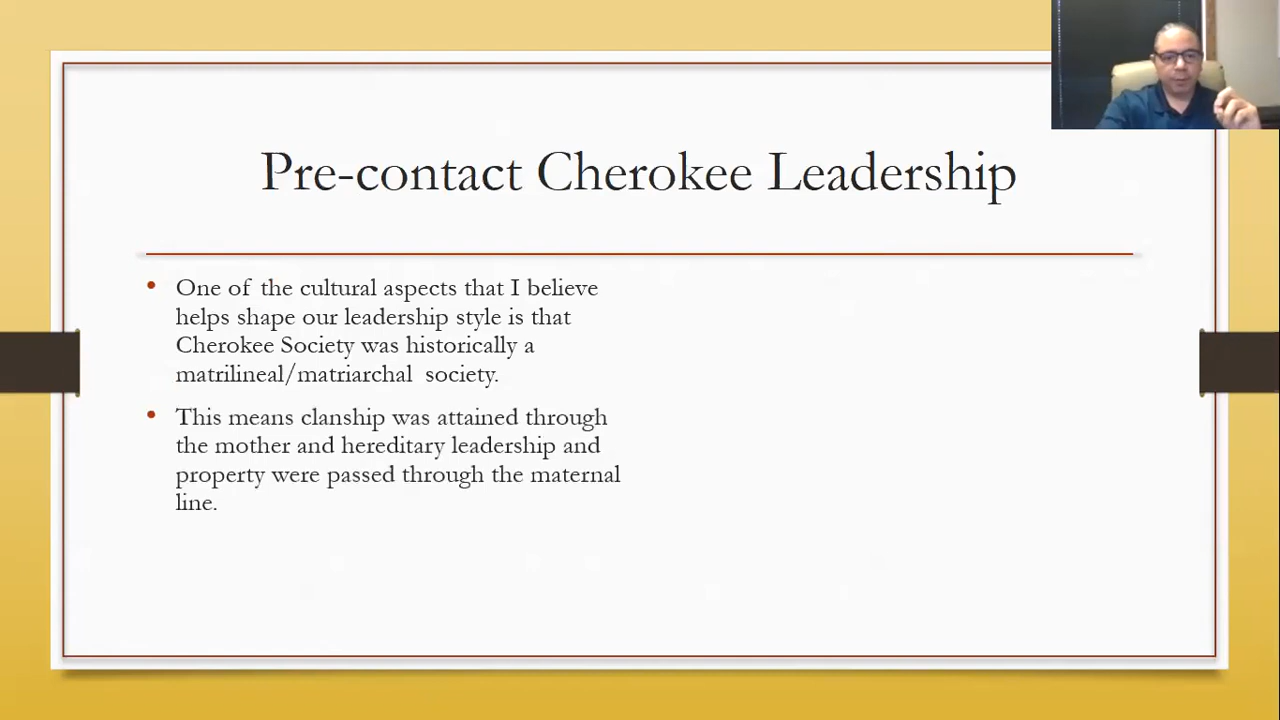 Pre-contact Cherokee Leadership
• One of the cultural aspects that I believe
helps shape our leadership style is that
Cherokee Society was historically a
matrilineal/matriarchal  society.
• This means clanship was attained through
the mother and hereditary leadership and
property were passed through the maternal
line.